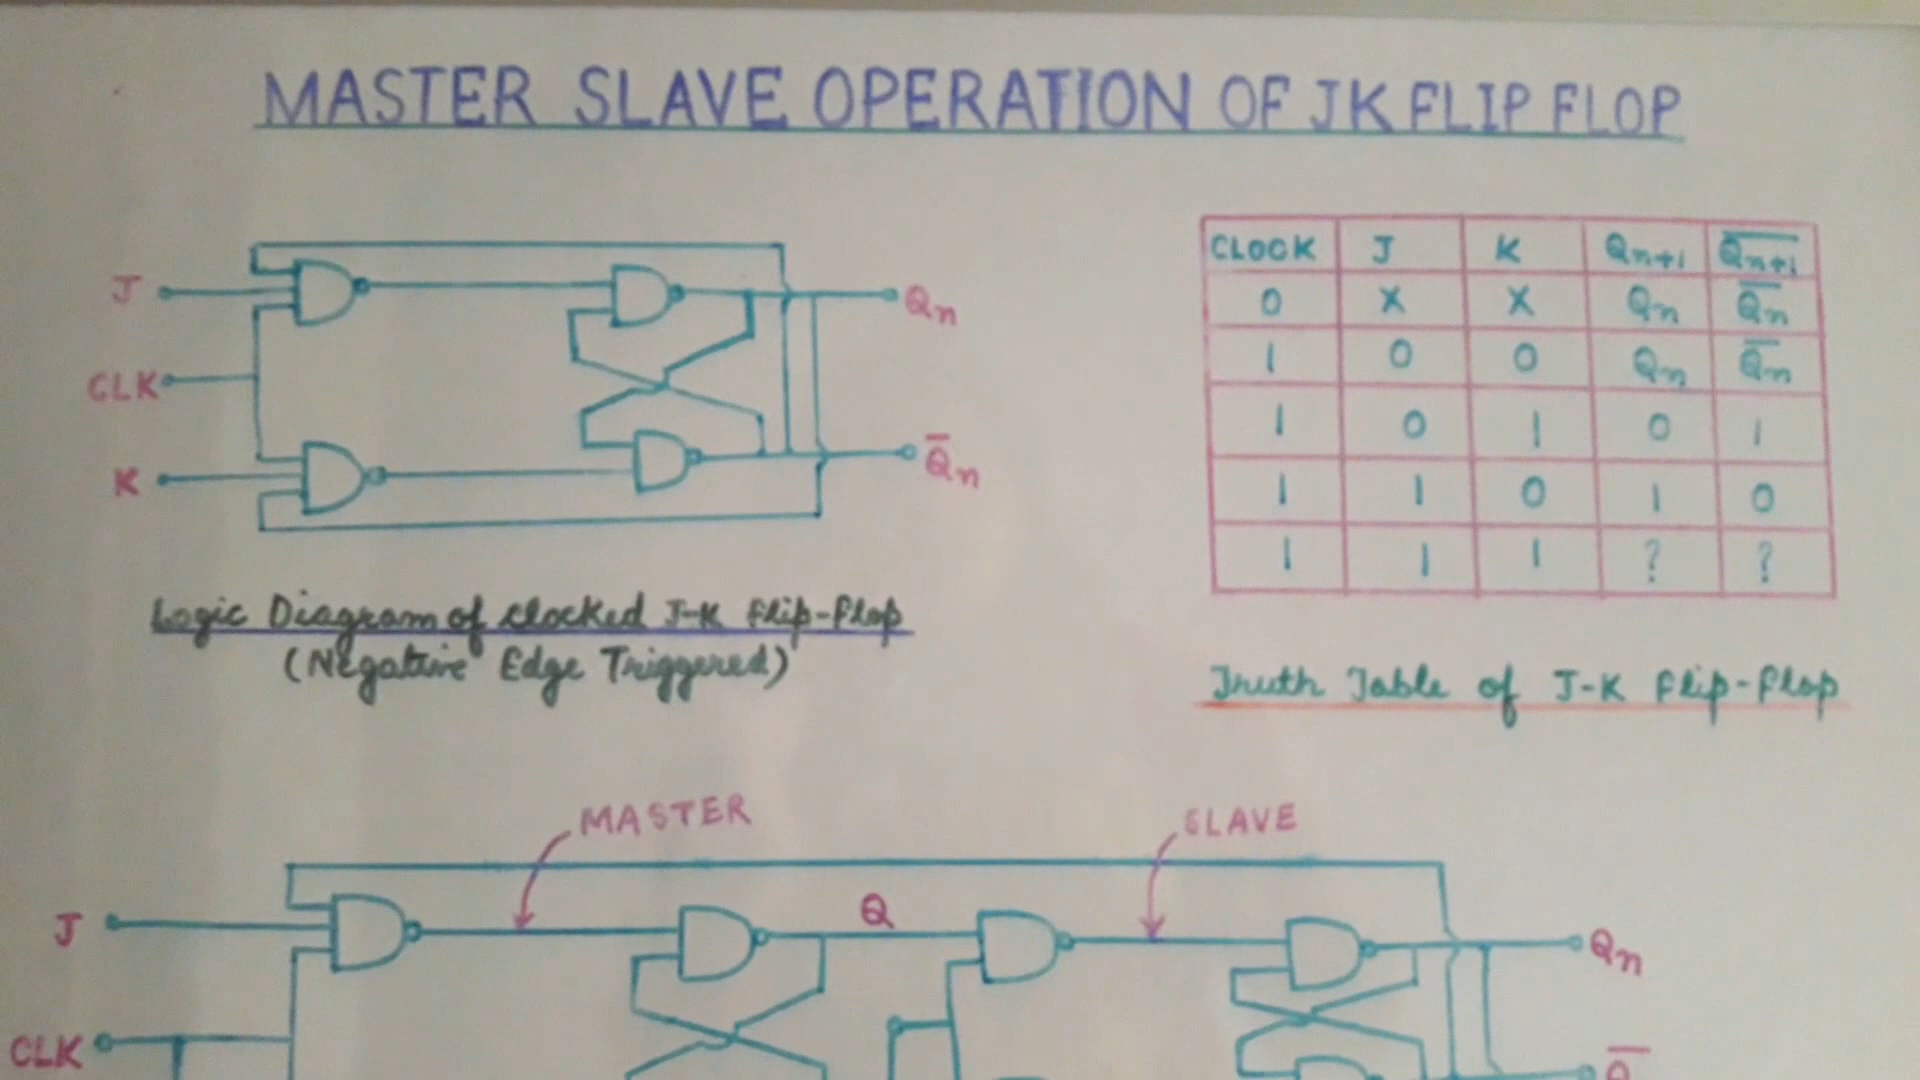 MASTER SLAVE OPERATION OF JK FLIP FLOP
J
CLK
K
Qn
Q̅n
Logic Diagram of clocked J-K Flip-Flop
(Negative Edge Triggered)
CLOCK J K Qn+1 Q̅n+1
0 X X Qn Q̅n
1 0 0 Qn Q̅n
1 0 1 0 1
1 1 0 1 0
1 1 1 ? ?
Truth Table of J-K Flip-Flop
MASTER
SLAVE
J
Q
Qn
CLK